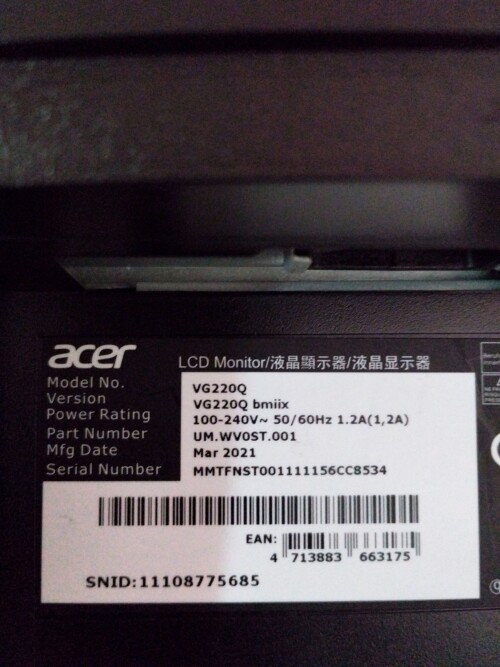 acer LCD Monitor/液晶顯示器/液晶显示器
Model No. VG220Q
Version VG220Q bmiix
Power Rating 100-240V~ 50/60Hz 1.2A(1,2A)
Part Number UM.WV0ST.001
Mfg Date Mar 2021
Serial Number MMTFNST001111156CC8534
EAN:
4 713883 663175
SNID:11108775685